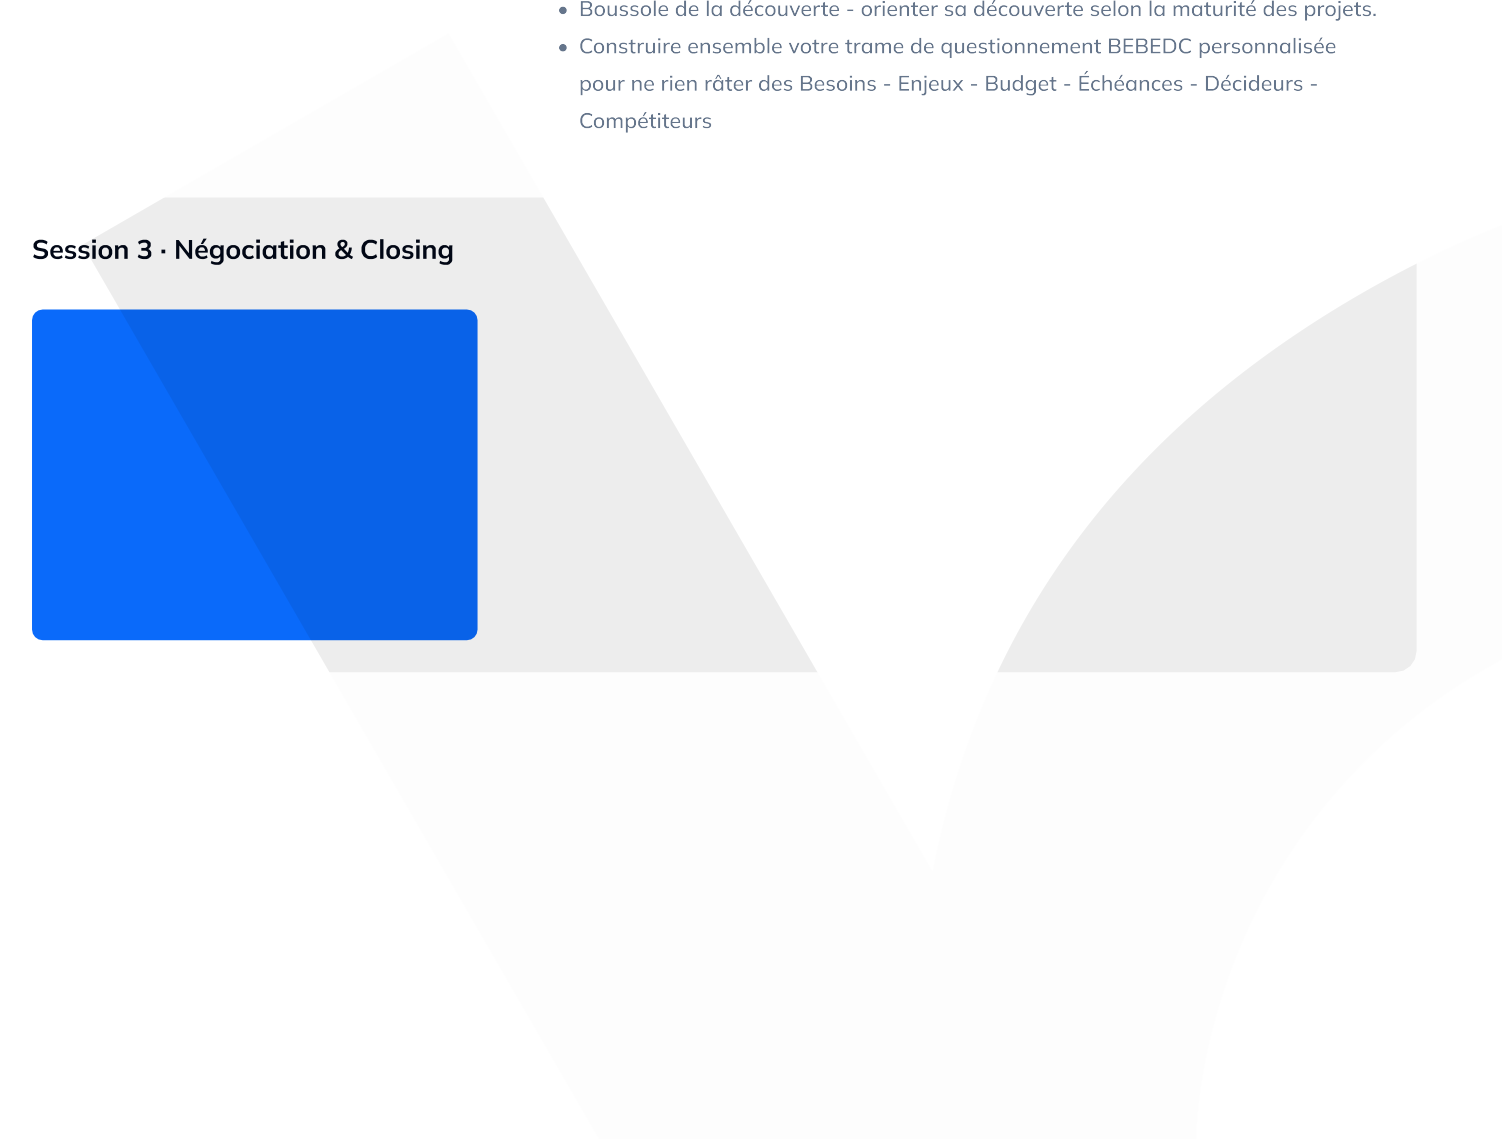 Boussole de la découverte - orienter sa découverte selon la maturité des projets.
Construire ensemble votre trame de questionnement BEBEDC personnalisée
pour ne rien râter des Besoins - Enjeux - Budget - Échéances - Décideurs -
Compétiteurs
Session 3 · Négociation & Closing